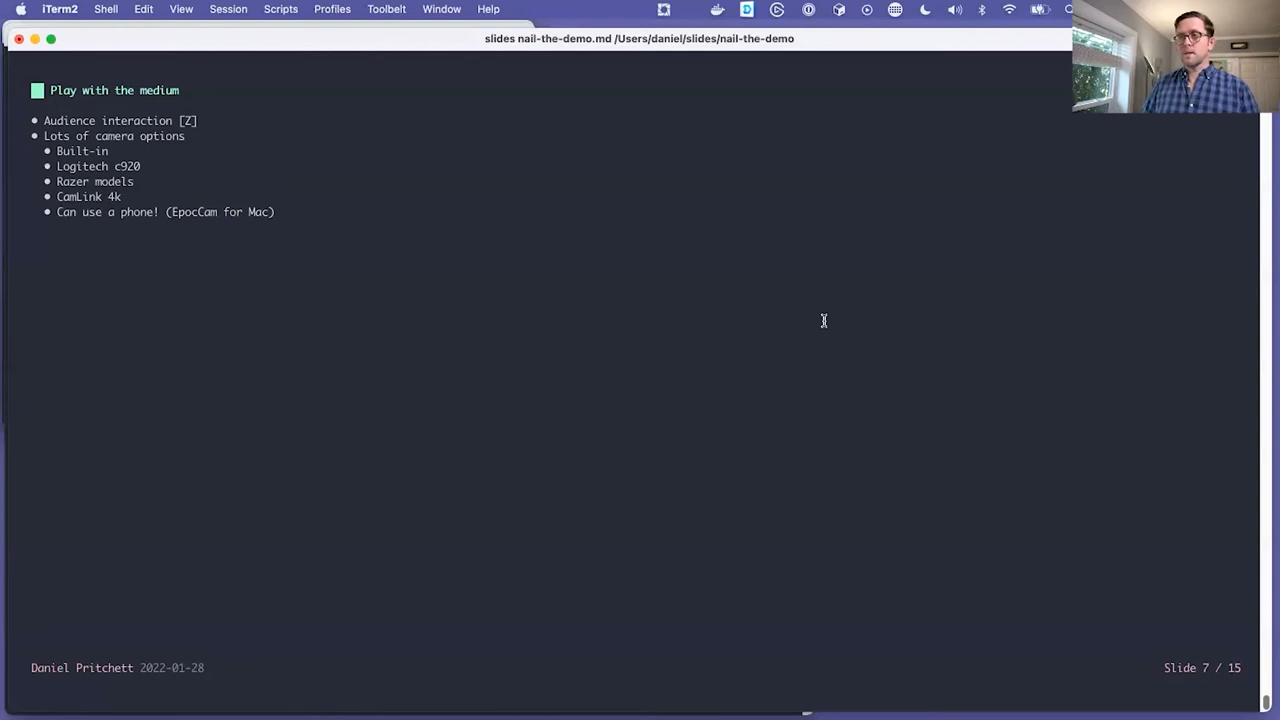 iTerm2 Shell Edit View Session Scripts Profiles Toolbelt Window Help
slides nail-the-demo.md /Users/daniel/slides/nail-the-demo
Play with the medium
• Audience interaction [Z]
• Lots of camera options
• Built-in
• Logitech c920
• Razer models
• CamLink 4k
• Can use a phone! (EpocCam for Mac)
Daniel Pritchett 2022-01-28
Slide 7 / 15